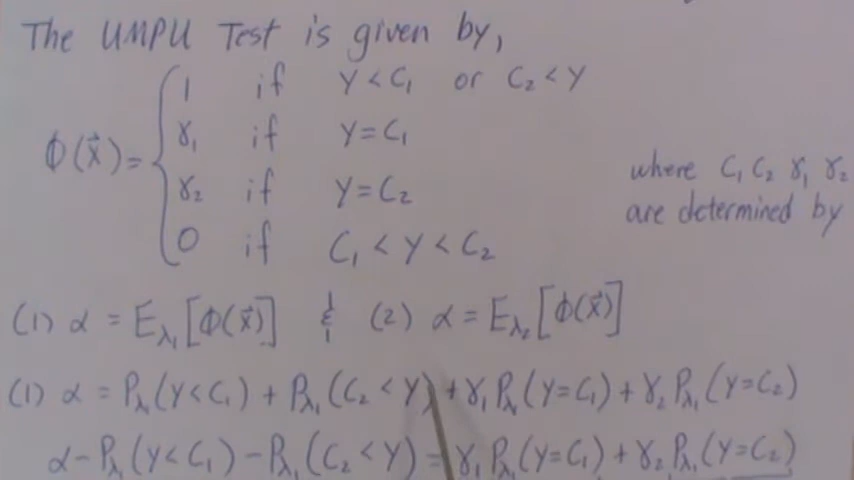 The UMPU Test is given by,
1 if Y < C₁ or C₂ < Y
γ₁ if Y = C₁
ϕ(x⃗) =
γ₂ if Y = C₂
0 if C₁ < Y < C₂
where C₁ C₂ γ₁ γ₂
are determined by
(1) α = E_λ₁[ϕ(x⃗)] & (2) α = E_λ₂[ϕ(x⃗)]
(1) α = P_λ₁(Y < C₁) + P_λ₁(C₂ < Y) + γ₁ P_λ₁(Y = C₁) + γ₂ P_λ₁(Y = C₂)
α - P_λ₁(Y < C₁) - P_λ₁(C₂ < Y) = γ₁ P_λ₁(Y = C₁) + γ₂ P_λ₁(Y = C₂)